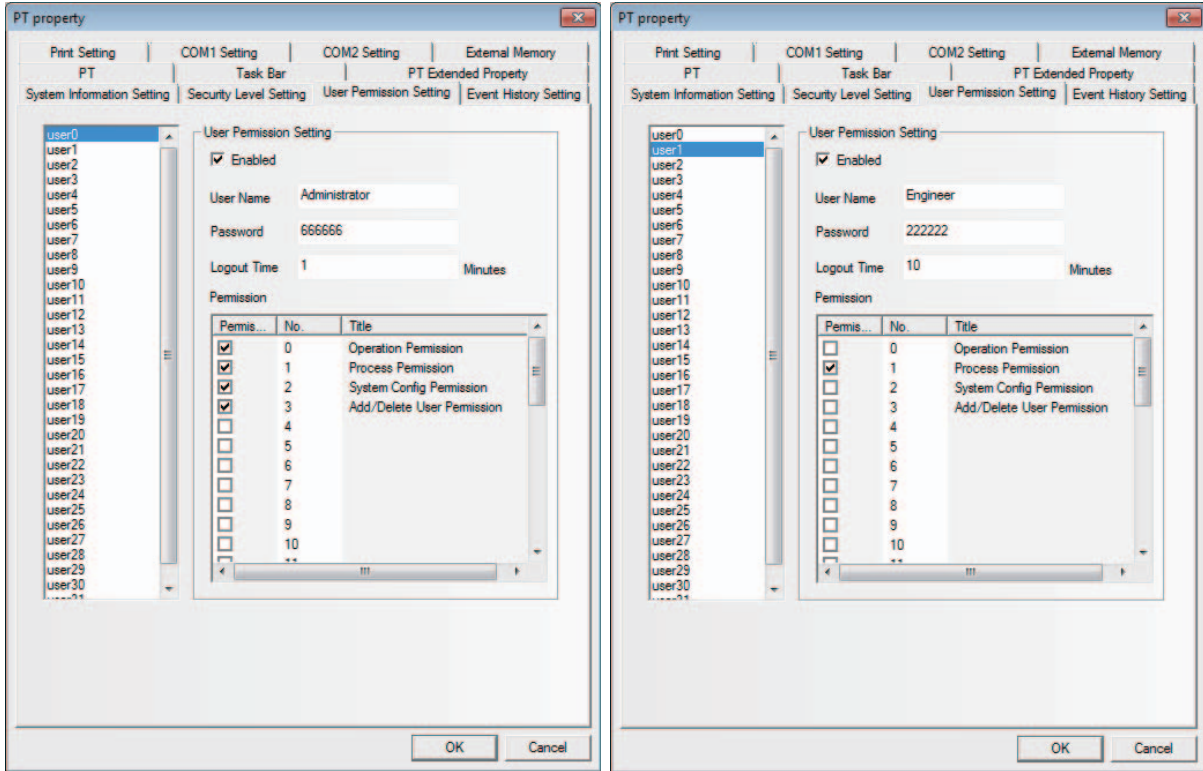 PT property
Print Setting
COM1 Setting
COM2 Setting
External Memory
PT
Task Bar
PT Extended Property
System Information Setting
Security Level Setting
User Permission Setting
Event History Setting
user0
user1
user2
user3
user4
user5
user6
user7
user8
user9
user10
user11
user12
user13
user14
user15
user16
user17
user18
user19
user20
user21
user22
user23
user24
user25
user26
user27
user28
user29
user30
User Permission Setting
Enabled
User Name Administrator
Password 666666
Logout Time 1 Minutes
Permission
Permis... No. Title
0 Operation Permission
1 Process Permission
2 System Config Permission
3 Add/Delete User Permission
4
5
6
7
8
9
10
OK Cancel
PT property
Print Setting
COM1 Setting
COM2 Setting
External Memory
PT
Task Bar
PT Extended Property
System Information Setting
Security Level Setting
User Permission Setting
Event History Setting
user0
user1
user2
user3
user4
user5
user6
user7
user8
user9
user10
user11
user12
user13
user14
user15
user16
user17
user18
user19
user20
user21
user22
user23
user24
user25
user26
user27
user28
user29
user30
User Permission Setting
Enabled
User Name Engineer
Password 222222
Logout Time 10 Minutes
Permission
Permis... No. Title
0 Operation Permission
1 Process Permission
2 System Config Permission
3 Add/Delete User Permission
4
5
6
7
8
9
10
OK Cancel